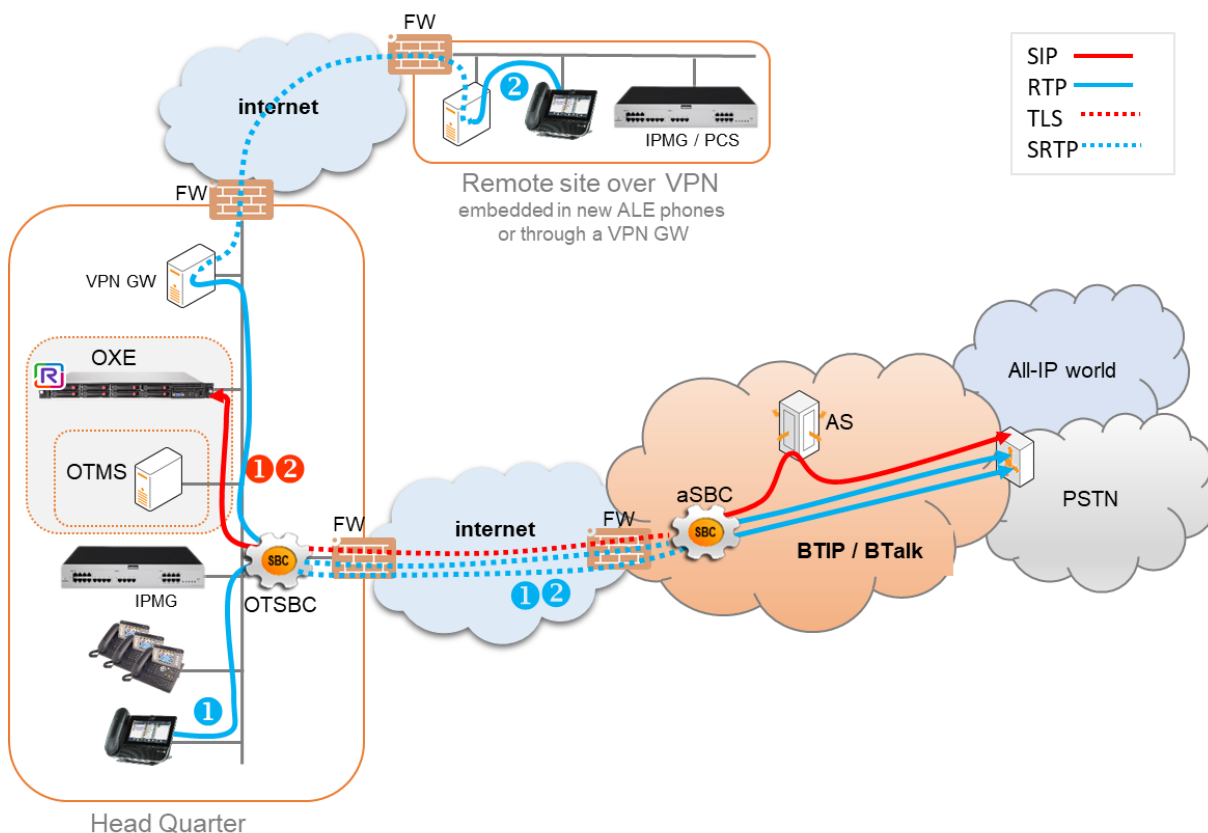 FW
SIP
RTP
TLS
SRTP
internet
2
IPMG / PCS
Remote site over VPN
embedded in new ALE phones
or through a VPN GW
FW
VPN GW
OXE
R
All-IP world
AS
OTMS
1 2
aSBC
PSTN
FW
internet
FW
SBC
SBC
BTIP / BTalk
IPMG
OTSBC
1 2
1
Head Quarter